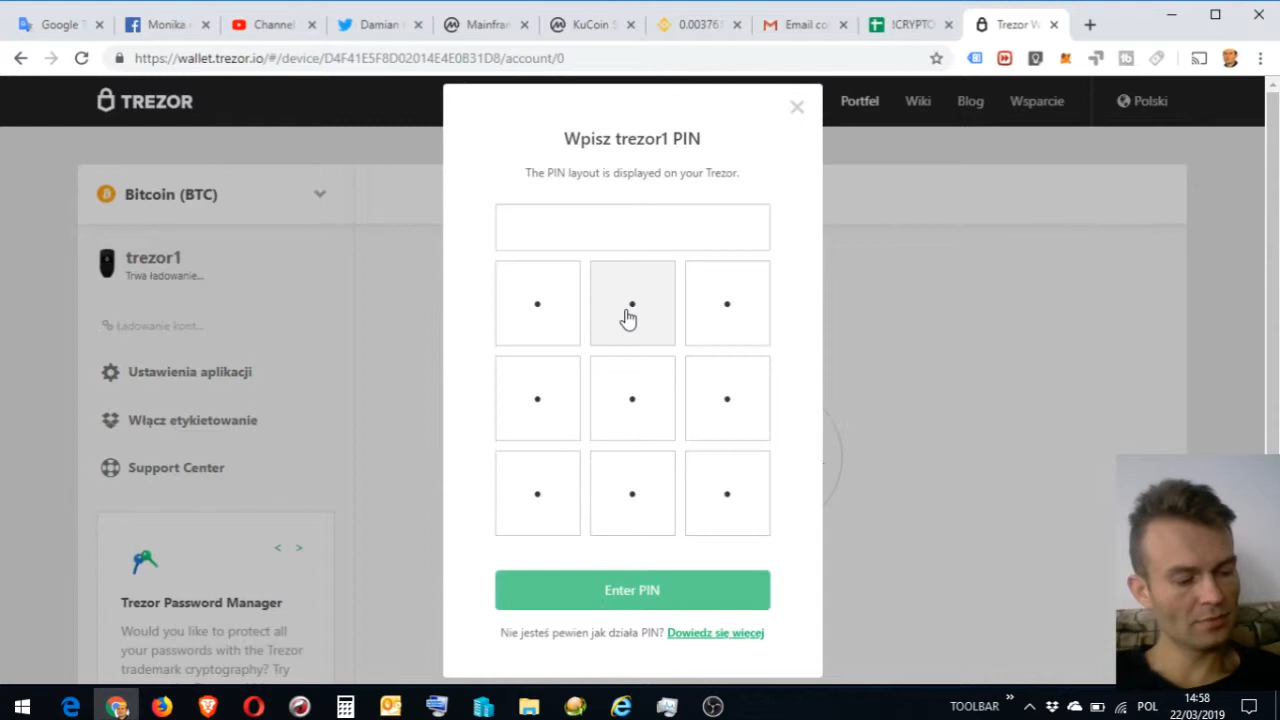 Google T
Monika -
Channel
Damian
Mainfra
KuCoin S
0.00376
Email co
!CRYPTO
Trezor W
https://wallet.trezor.io/#/device/D4F41E5F8D02014E4E0B31D8/account/0
TREZOR
Portfel
Wiki
Blog
Wsparcie
Polski
Bitcoin (BTC)
trezor1
Trwa ładowanie...
Ładowanie kont...
Ustawienia aplikacji
Włącz etykietowanie
Support Center
Trezor Password Manager
Would you like to protect all
your passwords with the Trezor
trademark cryptography? Try
Wpisz trezor1 PIN
The PIN layout is displayed on your Trezor.
Enter PIN
Nie jesteś pewien jak działa PIN? Dowiedz się więcej
TOOLBAR
POL
14:58
22/03/2019